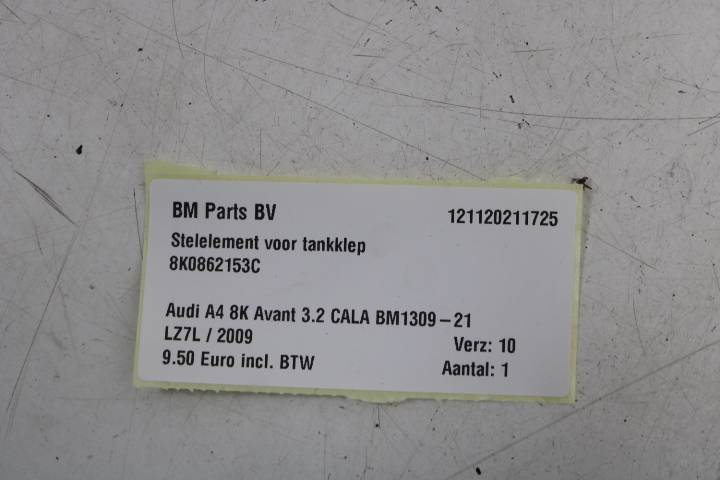 BM Parts BV 121120211725
Stelelement voor tankklep
8K0862153C
Audi A4 8K Avant 3.2 CALA BM1309-21
LZ7L / 2009 Verz: 10
9.50 Euro incl. BTW Aantal: 1